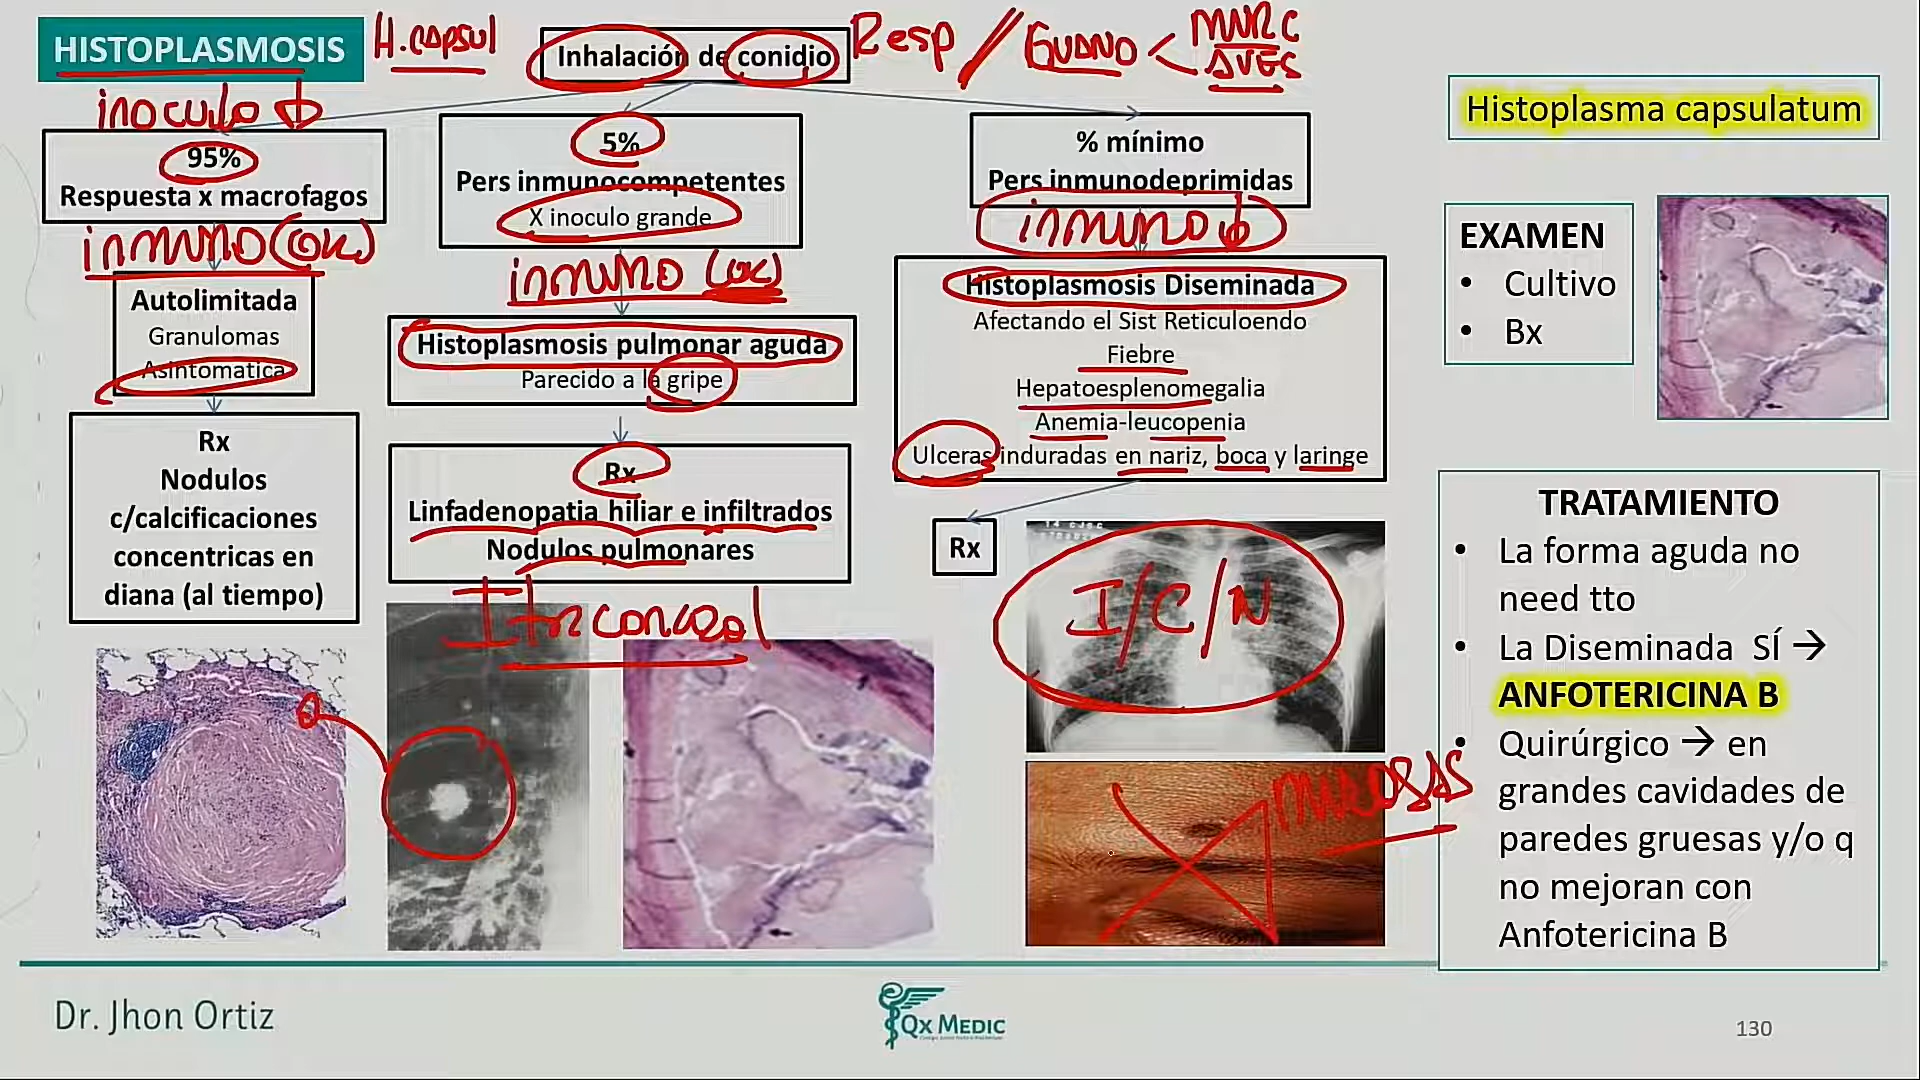 HISTOPLASMOSIS
H. capsul
Inhalación de conidio
Resp / GUANO < MURC
AVES
inoculo ↓
95%
Respuesta x macrofagos
inmuno (ok)
Autolimitada
Granulomas
Asintomatica
Rx
Nodulos
c/calcificaciones
concentricas en
diana (al tiempo)
5%
Pers inmunocompetentes
X inoculo grande
inmuno (ok)
Histoplasmosis pulmonar aguda
Parecido a la gripe
Rx
Linfadenopatia hiliar e infiltrados
Nodulos pulmonares
Itraconazol
% mínimo
Pers inmunodeprimidas
inmuno ↓
Histoplasmosis Diseminada
Afectando el Sist Reticuloendo
Fiebre
Hepatoesplenomegalia
Anemia-leucopenia
Ulceras induradas en nariz, boca y laringe
Rx
I/C/N
Histoplasma capsulatum
EXAMEN
• Cultivo
• Bx
TRATAMIENTO
• La forma aguda no
need tto
• La Diseminada SÍ →
ANFOTERICINA B
• Quirúrgico → en
grandes cavidades de
paredes gruesas y/o q
no mejoran con
Anfotericina B
Dr. Jhon Ortiz
QX MEDIC
130